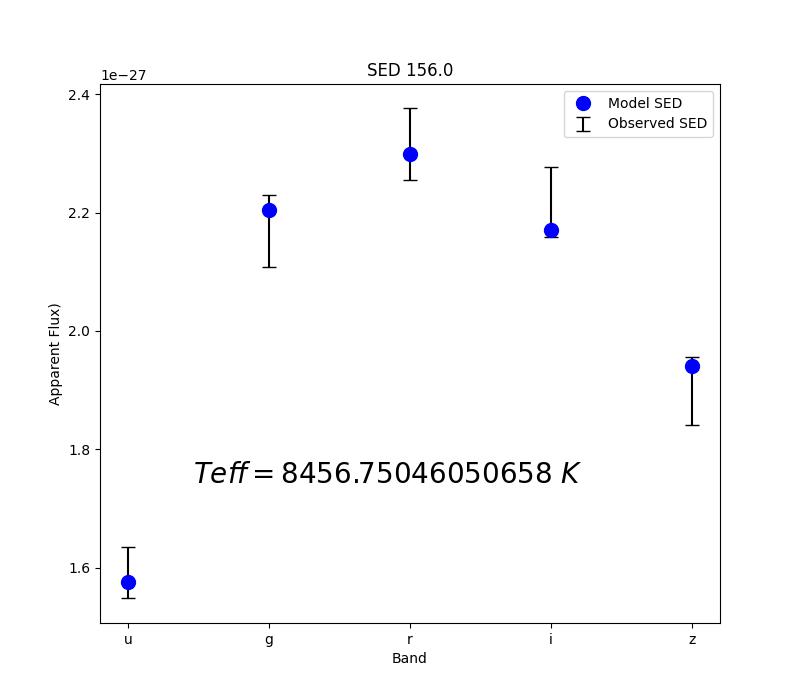 SED 156.0
1e−27
Model SED
Observed SED
2.4
2.2
2.0
1.8
1.6
Apparent Flux)
Teff = 8456.75046050658 K
u g r i z
Band